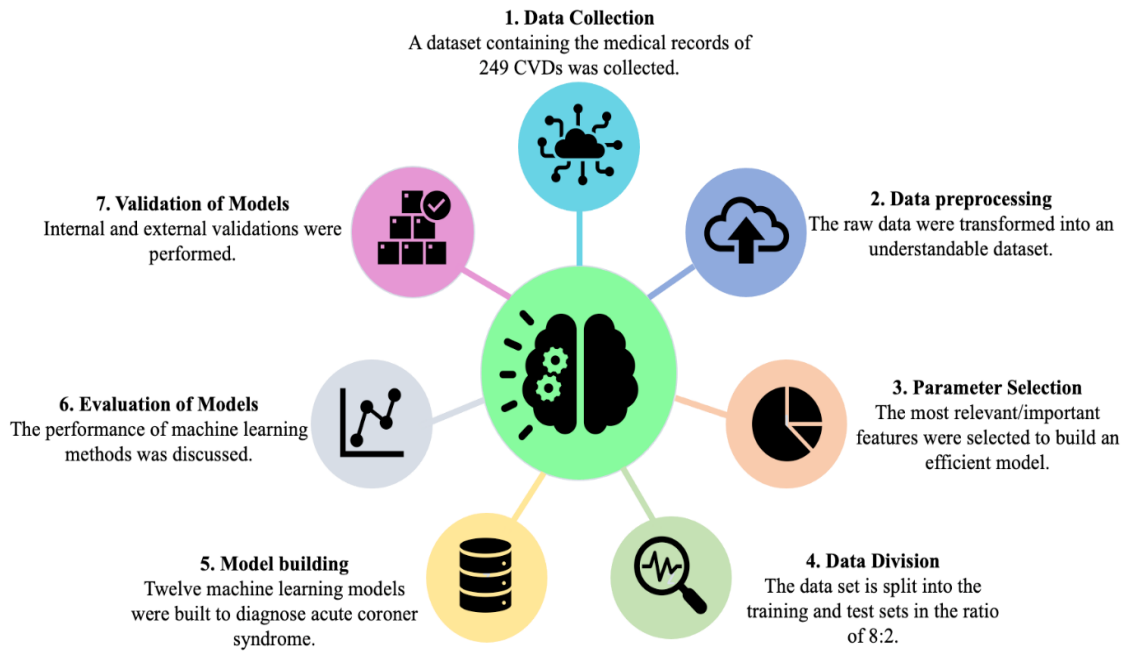 1. Data Collection
A dataset containing the medical records of
249 CVDs was collected.
2. Data preprocessing
The raw data were transformed into an
understandable dataset.
3. Parameter Selection
The most relevant/important
features were selected to build an
efficient model.
4. Data Division
The data set is split into the
training and test sets in the ratio
of 8:2.
5. Model building
Twelve machine learning models
were built to diagnose acute coroner
syndrome.
6. Evaluation of Models
The performance of machine learning
methods was discussed.
7. Validation of Models
Internal and external validations were
performed.